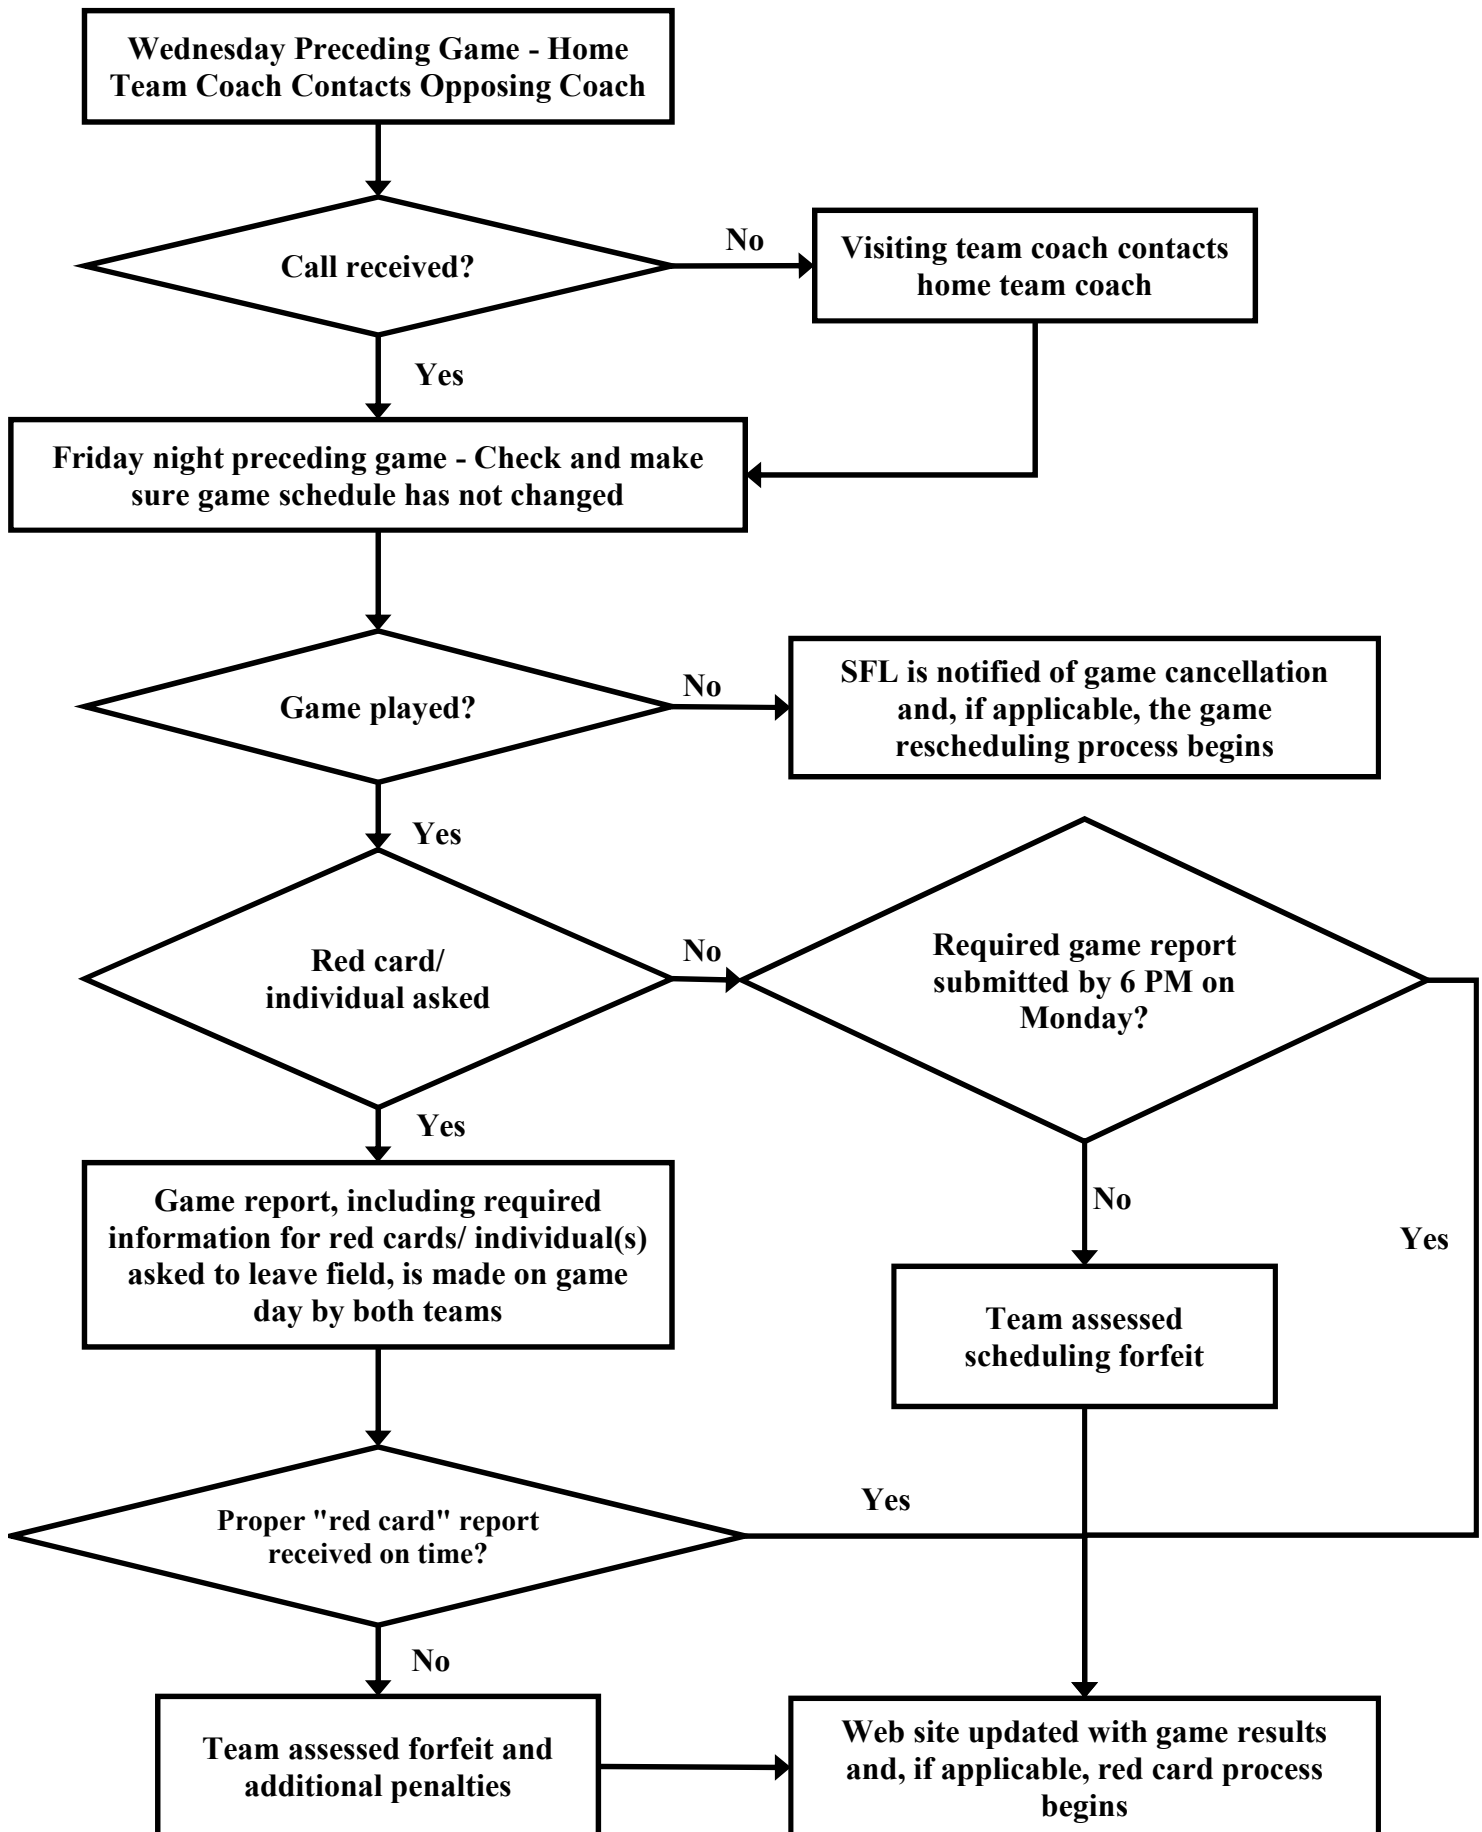 Wednesday Preceding Game - Home
Team Coach Contacts Opposing Coach
Call received?
No
Visiting team coach contacts
home team coach
Yes
Friday night preceding game - Check and make
sure game schedule has not changed
Game played?
No
SFL is notified of game cancellation
and, if applicable, the game
rescheduling process begins
Yes
Red card/
individual asked
No
Required game report
submitted by 6 PM on
Monday?
Yes
Game report, including required
information for red cards/ individual(s)
asked to leave field, is made on game
day by both teams
No
Yes
Team assessed
scheduling forfeit
Proper "red card" report
received on time?
Yes
No
Team assessed forfeit and
additional penalties
Web site updated with game results
and, if applicable, red card process
begins